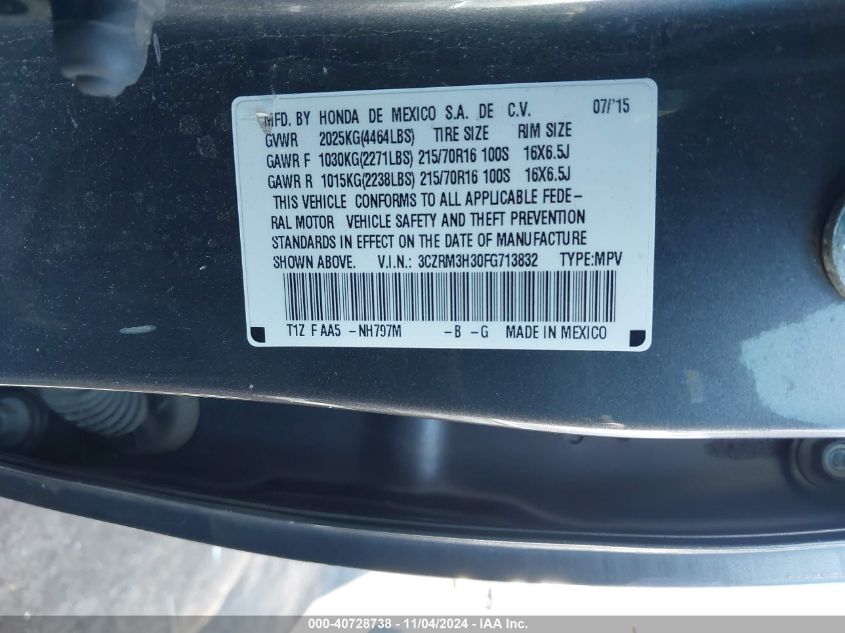 MFD. BY HONDA DE MEXICO S.A. DE C.V. 07/'15
GVWR 2025KG(4464LBS) TIRE SIZE RIM SIZE
GAWR F 1030KG(2271LBS) 215/70R16 100S 16X6.5J
GAWR R 1015KG(2238LBS) 215/70R16 100S 16X6.5J
THIS VEHICLE CONFORMS TO ALL APPLICABLE FEDE-
RAL MOTOR VEHICLE SAFETY AND THEFT PREVENTION
STANDARDS IN EFFECT ON THE DATE OF MANUFACTURE
SHOWN ABOVE. V.I.N.: 3CZRM3H30FG713832 TYPE:MPV
T1Z F AA5 -NH797M -B -G MADE IN MEXICO
000-40728738 - 11/04/2024 - IAAI.COM